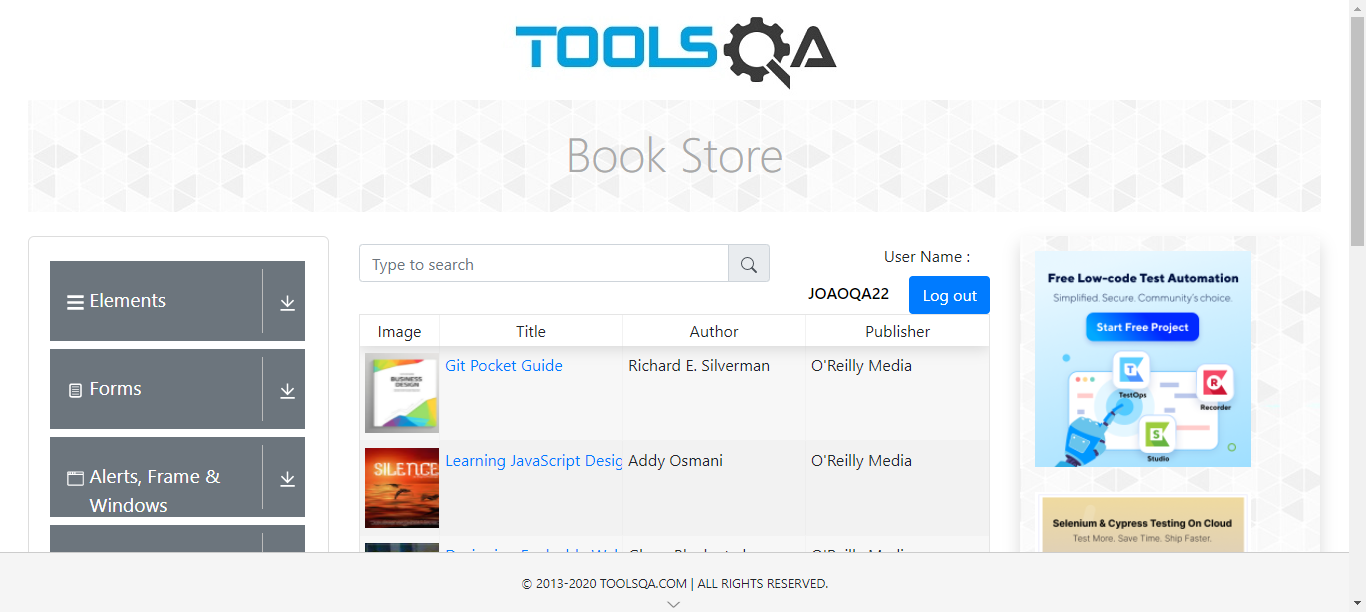 TOOLSQA
Book Store
Elements
Forms
Alerts, Frame &
Windows
Type to search
User Name :
JOAOQA22
Log out
Image Title Author Publisher
BUSINESS
DESIGN
Git Pocket Guide Richard E. Silverman O'Reilly Media
SILENCE
Learning JavaScript Desig Addy Osmani O'Reilly Media
O'Reilly Media
Free Low-code Test Automation
Simplified. Secure. Community's choice.
Start Free Project
TestOps
Recorder
Studio
Selenium & Cypress Testing On Cloud
Test More. Save Time. Ship Faster.
© 2013-2020 TOOLSQA.COM | ALL RIGHTS RESERVED.